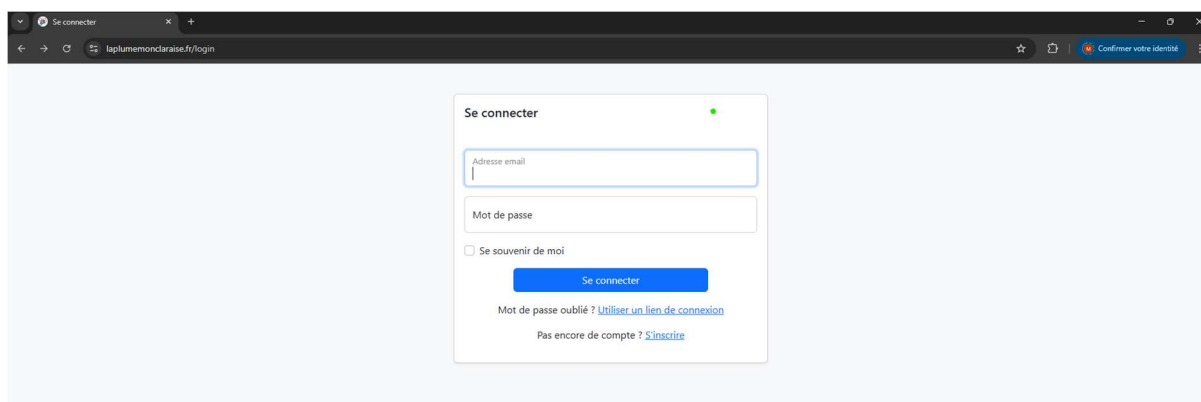 Se connecter
laplumemonclaraise.fr/login
Confirmer votre identité
Se connecter
Adresse email
Mot de passe
Se souvenir de moi
Se connecter
Mot de passe oublié ? Utiliser un lien de connexion
Pas encore de compte ? S'inscrire